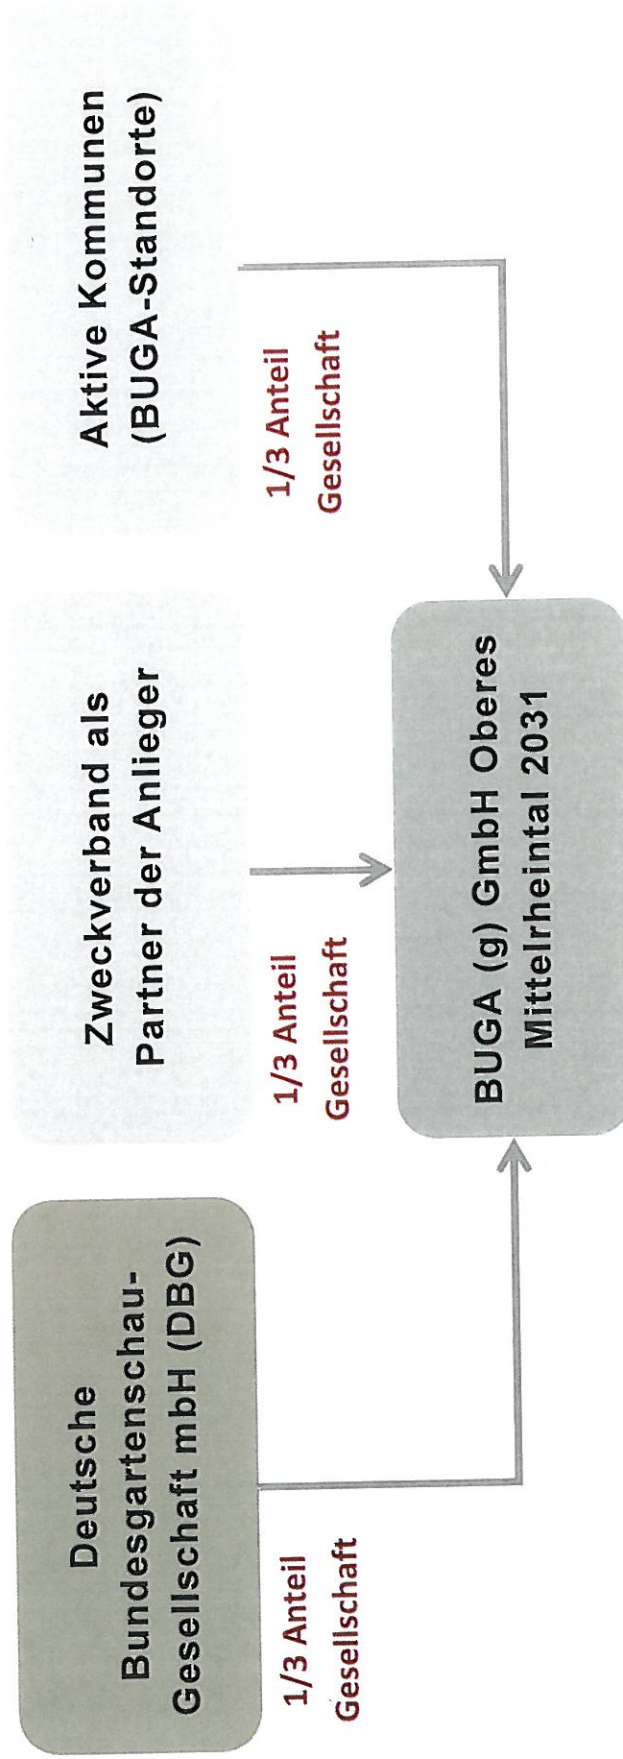 Deutsche
Bundesgartenschau-
Gesellschaft mbH (DBG)
Zweckverband als
Partner der Anlieger
Aktive Kommunen
(BUGA-Standorte)
1/3 Anteil
Gesellschaft
1/3 Anteil
Gesellschaft
1/3 Anteil
Gesellschaft
BUGA (g) GmbH Oberes
Mittelrheintal 2031